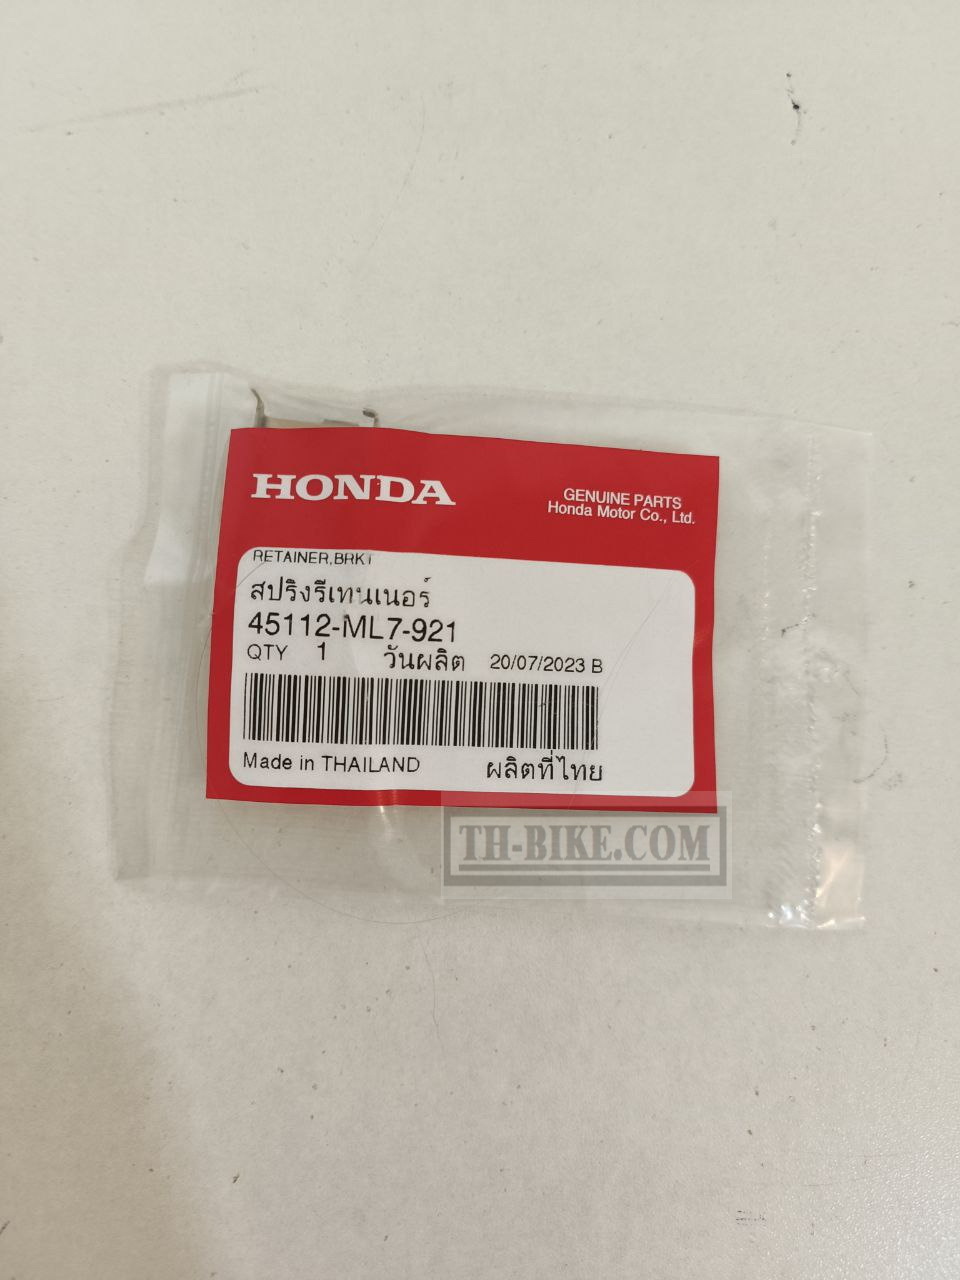 HONDA
GENUINE PARTS
Honda Motor Co., Ltd.
RETAINER,BRKT
สปริงรีเทนเนอร์
45112-ML7-921
QTY 1 วันผลิต 20/07/2023 B
Made in THAILAND ผลิตที่ไทย
TH-BIKE.COM